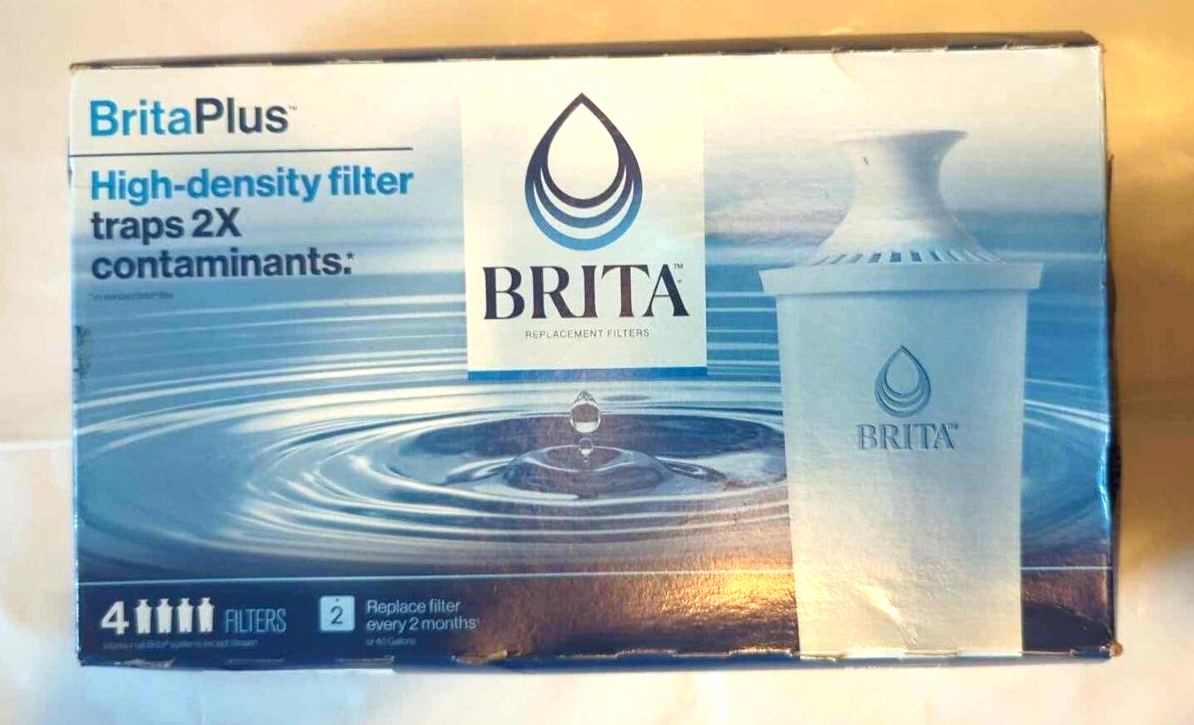 BritaPlus™
High-density filter
traps 2X
contaminants.*
BRITA™
REPLACEMENT FILTERS
BRITA™
4 FILTERS
2
Replace filter
every 2 months
or 40 Gallons